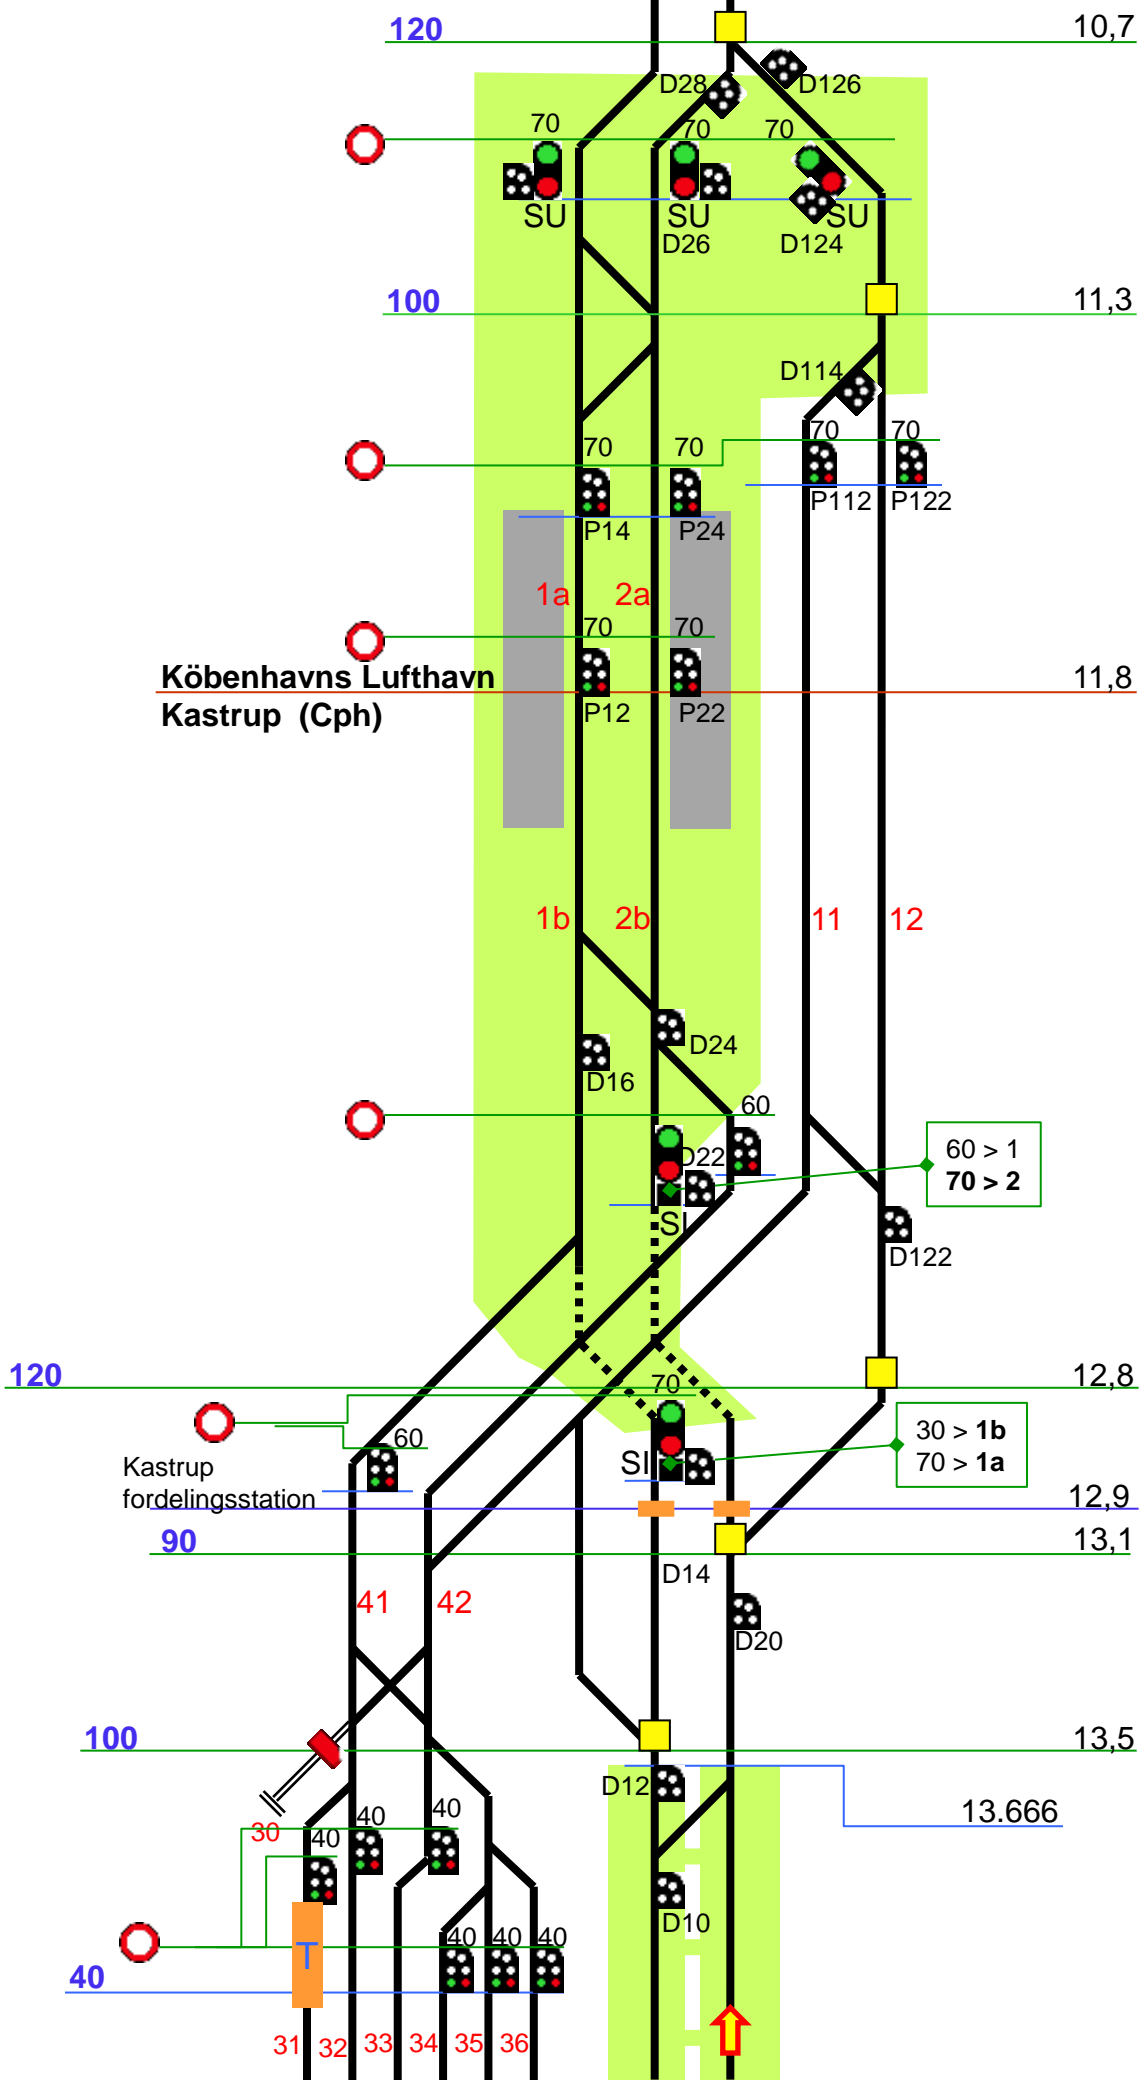 120
10,7
D28
D126
70
70
70
SU
SU
SU
D26
D124
100
11,3
D114
70
70
70
70
P112
P122
P14
P24
1a
2a
70
70
Köbenhavns Lufthavn
11,8
Kastrup (Cph)
P12
P22
1b
2b
11
12
D24
D16
60
60 > 1
D22
70 > 2
SI
D122
120
12,8
70
30 > 1b
60
70 > 1a
SI
Kastrup
fordelingsstation
12,9
90
13,1
D14
41
42
D20
100
13,5
D12
13.666
40
40
30
40
D10
40
40
40
T
40
31
32
33
34
35
36